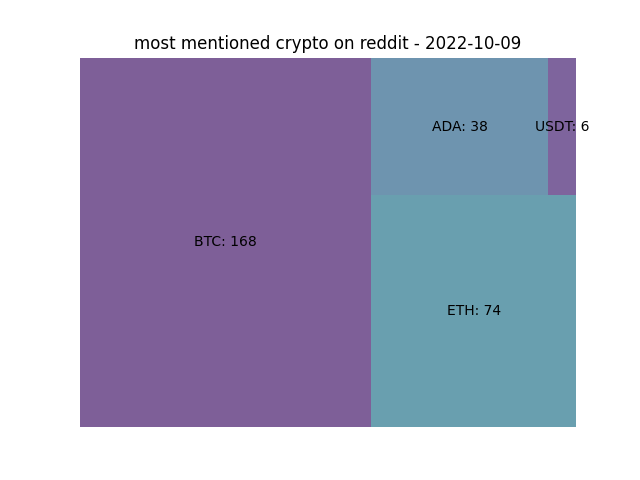 most mentioned crypto on reddit - 2022-10-09
ADA: 38
USDT: 6
BTC: 168
ETH: 74